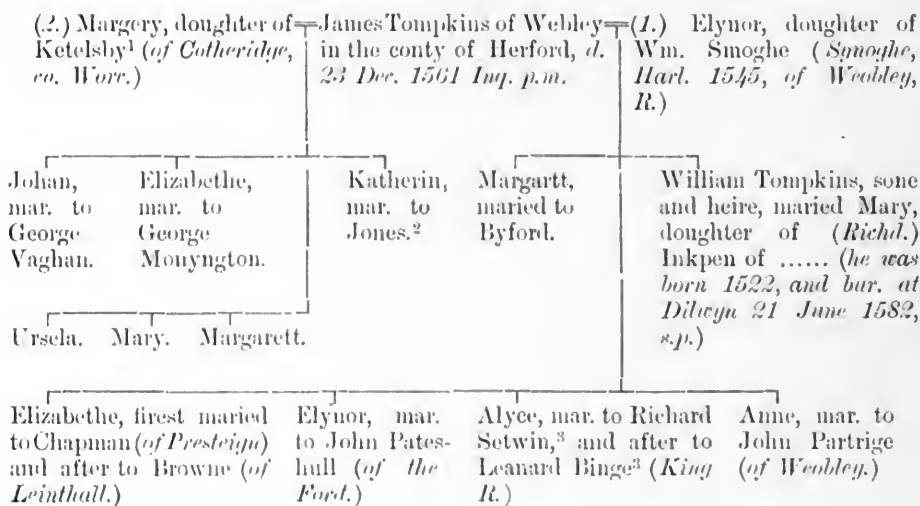 (2.) Margery, doughter of
Ketelsby¹ (of Cotheridge,
co. Worc.)
James Tompkins of Webley
in the conty of Herford, d.
23 Dec. 1561 Inq. p.m.
(1.) Elynor, doughter of
Wm. Smoghe (Smoghe,
Harl. 1545, of Weobley,
R.)
Johan,
mar. to
George
Vaghan.
Elizabethe,
mar. to
George
Monyngton.
Katherin,
mar. to
Jones.²
Margartt,
maried to
Byford.
William Tompkins, sone
and heire, maried Mary,
doughter of (Richd.)
Inkpen of ...... (he was
born 1522, and bur. at
Dilwyn 21 June 1582,
s.p.)
Ursela. Mary. Margarett.
Elizabethe, firest maried
to Chapman (of Presteign)
and after to Browne (of
Leinthall.)
Elynor, mar.
to John Pates-
hull (of the
Ford.)
Alyce, mar. to Richard
Setwin,³ and after to
Leanard Binge³ (King
R.)
Anne, mar. to
John Partrige
(of Weobley.)